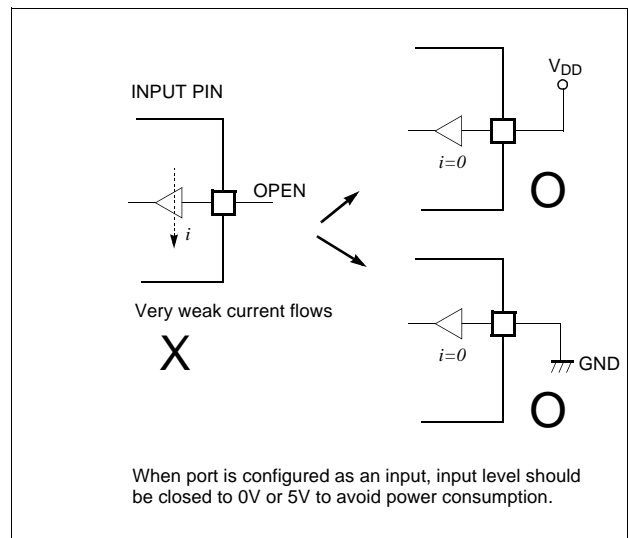 INPUT PIN
OPEN
i
Very weak current flows
X
VDD
i=0
O
i=0
GND
O
When port is configured as an input, input level should
be closed to 0V or 5V to avoid power consumption.